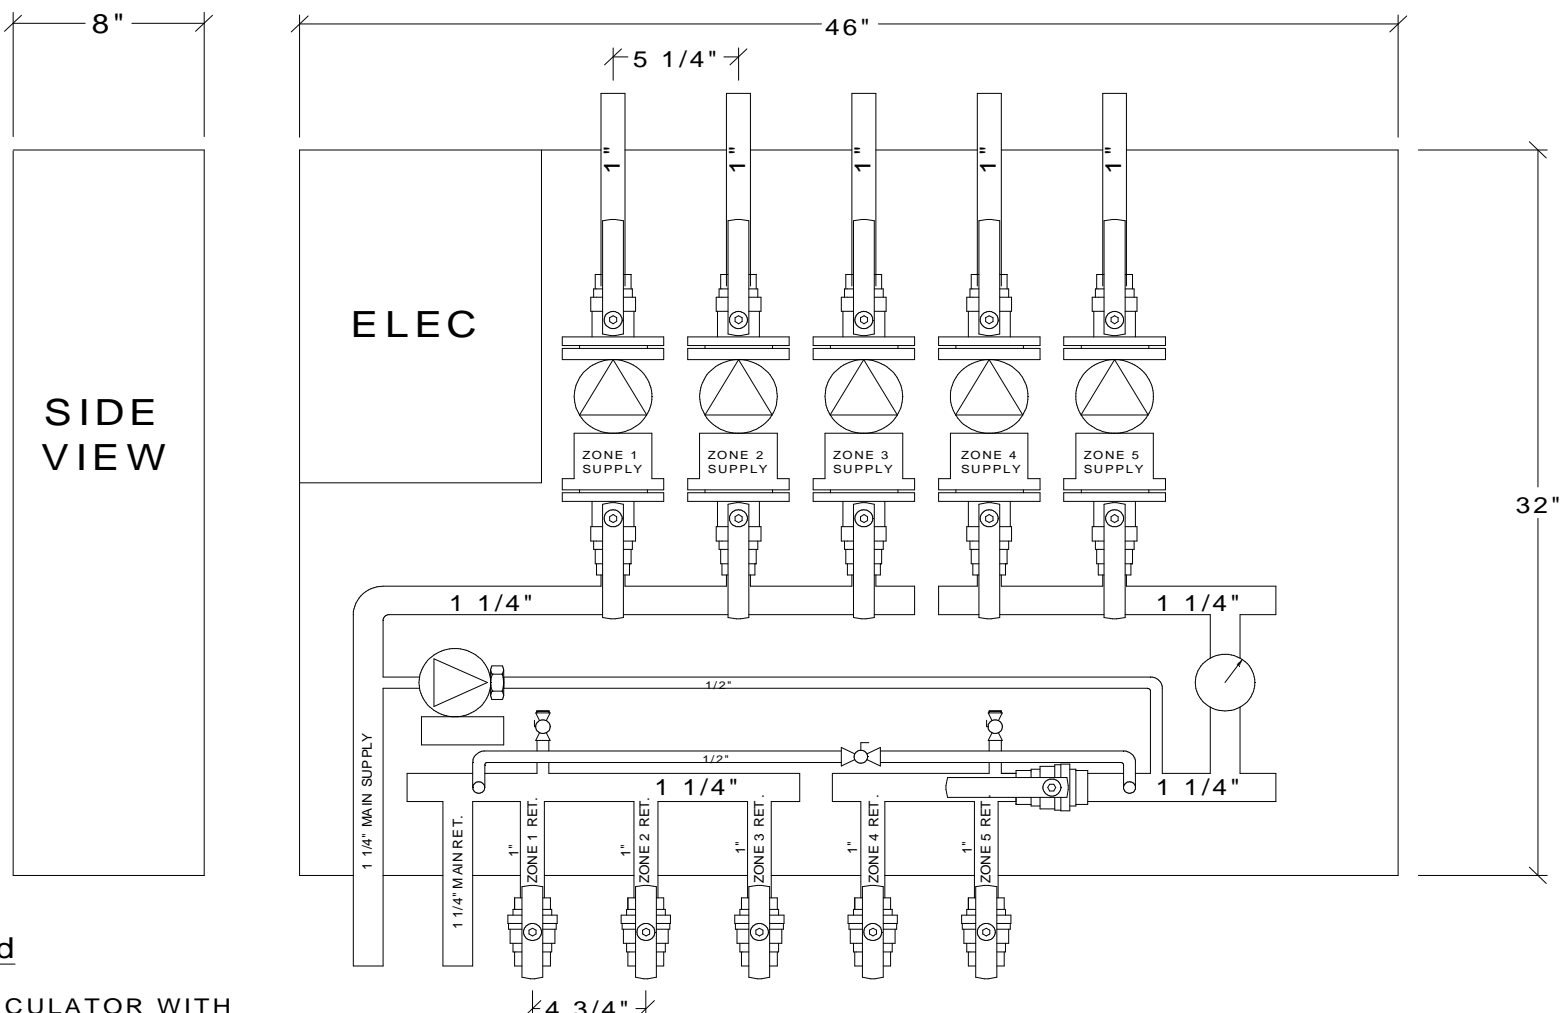 8"
46"
5 1/4"
1"
1"
1"
1"
1"
ELEC
SIDE
VIEW
ZONE 1
SUPPLY
ZONE 2
SUPPLY
ZONE 3
SUPPLY
ZONE 4
SUPPLY
ZONE 5
SUPPLY
32"
1 1/4"
1 1/4"
1/2"
1/2"
1 1/4"
1 1/4"
1 1/4" MAIN SUPPLY
1 1/4" MAIN RET.
1"
ZONE 1 RET.
1"
ZONE 2 RET.
1"
ZONE 3 RET.
1"
ZONE 4 RET.
1"
ZONE 5 RET.
d
CULATOR WITH
4 3/4"